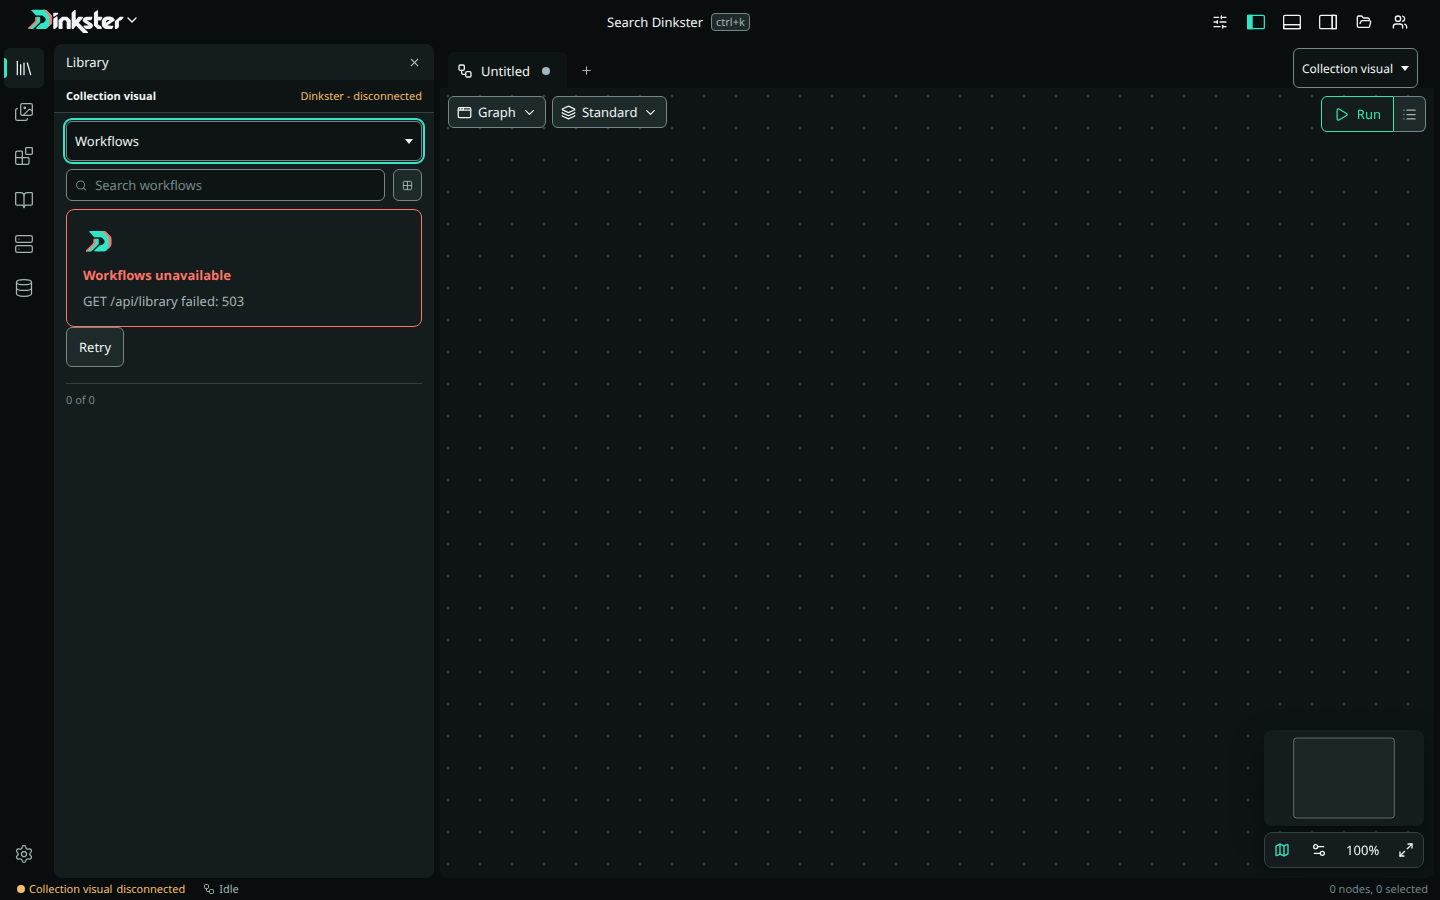 Dinkster
Search Dinkster ctrl+k
Library
Collection visual Dinkster - disconnected
Workflows
Search workflows
Workflows unavailable
GET /api/library failed: 503
Retry
0 of 0
Untitled
Collection visual
Graph Standard
Run
100%
Collection visual disconnected Idle
0 nodes, 0 selected